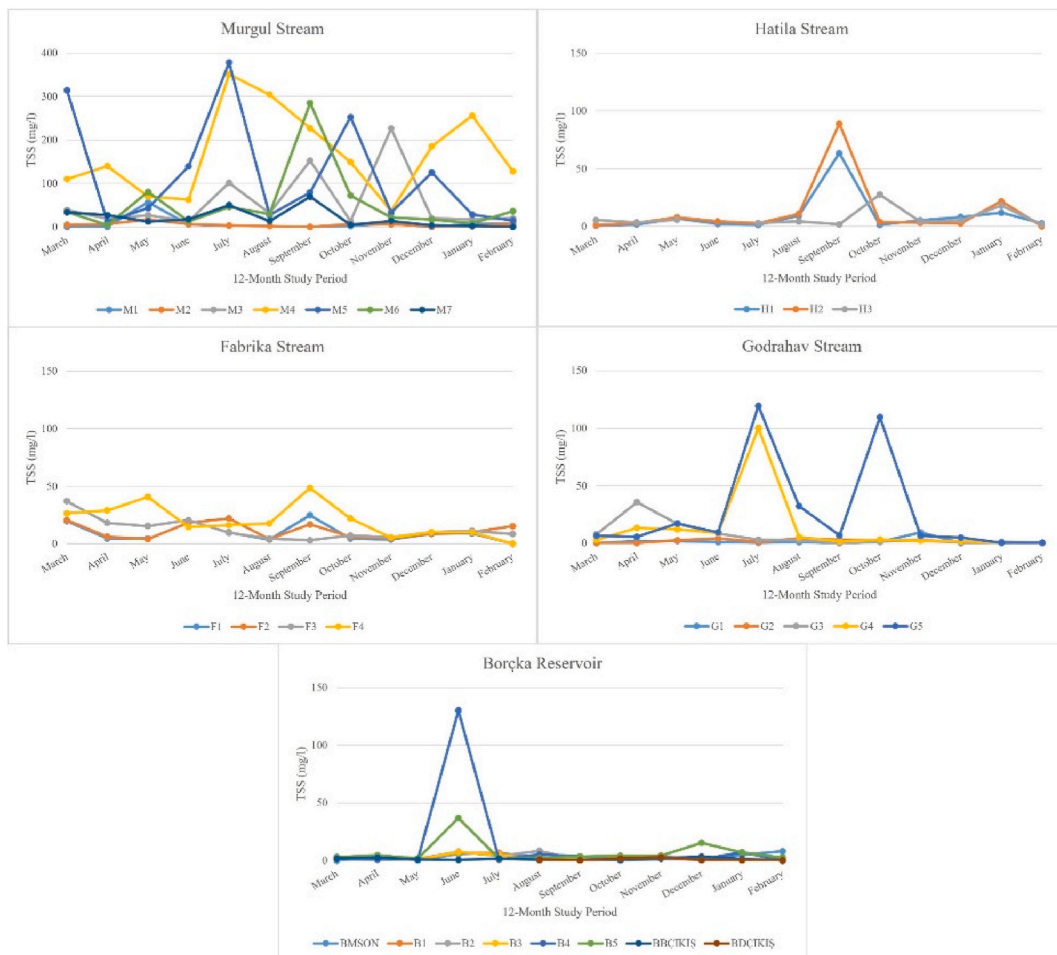 Murgul Stream
TSS (mg/l)
400
300
200
100
0
March April May June July August September October November December January February
12-Month Study Period
M1 M2 M3 M4 M5 M6 M7
Hatila Stream
TSS (mg/l)
150
100
50
0
March April May June July August September October November December January February
12-Month Study Period
H1 H2 H3
Fabrika Stream
TSS (mg/l)
150
100
50
0
March April May June July August September October November December January February
12-Month Study Period
F1 F2 F3 F4
Godrahav Stream
TSS (mg/l)
150
100
50
0
March April May June July August September October November December January February
12-Month Study Period
G1 G2 G3 G4 G5
Borçka Reservoir
TSS (mg/l)
150
100
50
0
March April May June July August September October November December January February
12-Month Study Period
BMSON B1 B2 B3 B4 B5 BBÇIKIŞ BDÇIKIŞ